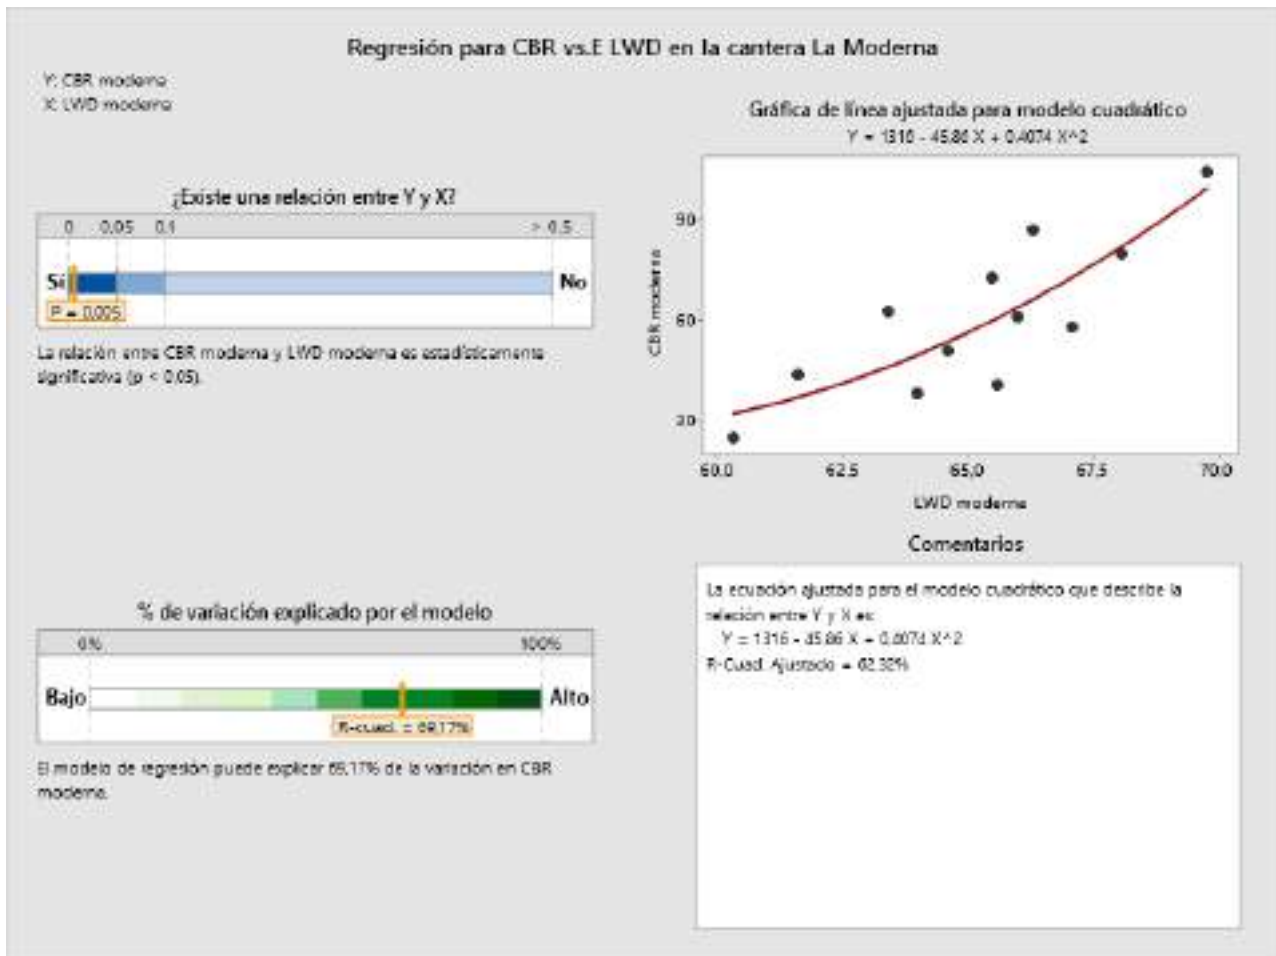 Regresión para CBR vs.E LWD en la cantera La Moderna
Y: CBR moderna
X: LWD moderna
¿Existe una relación entre Y y X?
0 0,05 0,1 > 0,5
Sí No
P = 0,005
La relación entre CBR moderna y LWD moderna es estadísticamente
significativa (p < 0,05).
% de variación explicado por el modelo
0% 100%
Bajo Alto
R-cuad. = 69,17%
El modelo de regresión puede explicar 69,17% de la variación en CBR
moderna.
Gráfica de línea ajustada para modelo cuadrático
Y = 1316 - 45,86 X + 0,4074 X^2
90
60
30
CBR moderna
60,0 62,5 65,0 67,5 70,0
LWD moderna
Comentarios
La ecuación ajustada para el modelo cuadrático que describe la
relación entre Y y X es:
Y = 1316 - 45,86 X + 0,4074 X^2
R-Cuad. Ajustado = 62,32%